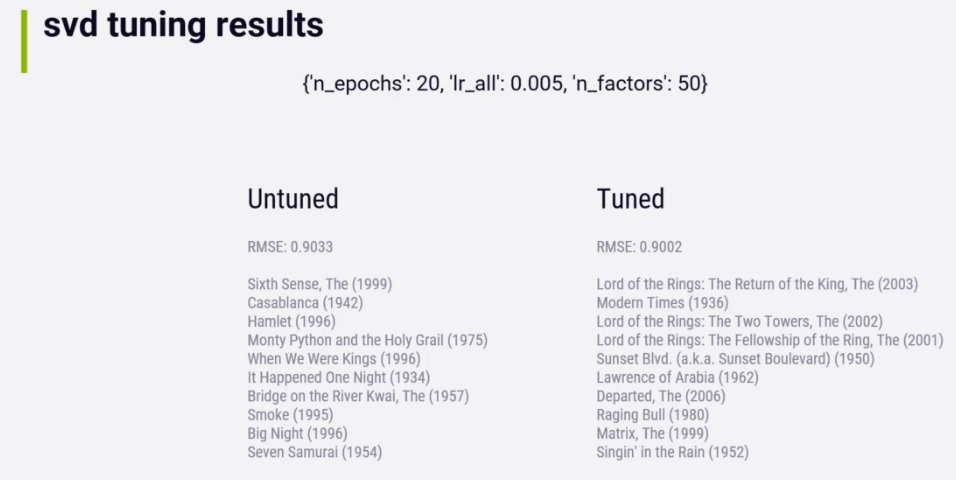 svd tuning results
{'n_epochs': 20, 'lr_all': 0.005, 'n_factors': 50}
Untuned
RMSE: 0.9033
Sixth Sense, The (1999)
Casablanca (1942)
Hamlet (1996)
Monty Python and the Holy Grail (1975)
When We Were Kings (1996)
It Happened One Night (1934)
Bridge on the River Kwai, The (1957)
Smoke (1995)
Big Night (1996)
Seven Samurai (1954)
Tuned
RMSE: 0.9002
Lord of the Rings: The Return of the King, The (2003)
Modern Times (1936)
Lord of the Rings: The Two Towers, The (2002)
Lord of the Rings: The Fellowship of the Ring, The (2001)
Sunset Blvd. (a.k.a. Sunset Boulevard) (1950)
Lawrence of Arabia (1962)
Departed, The (2006)
Raging Bull (1980)
Matrix, The (1999)
Singin' in the Rain (1952)